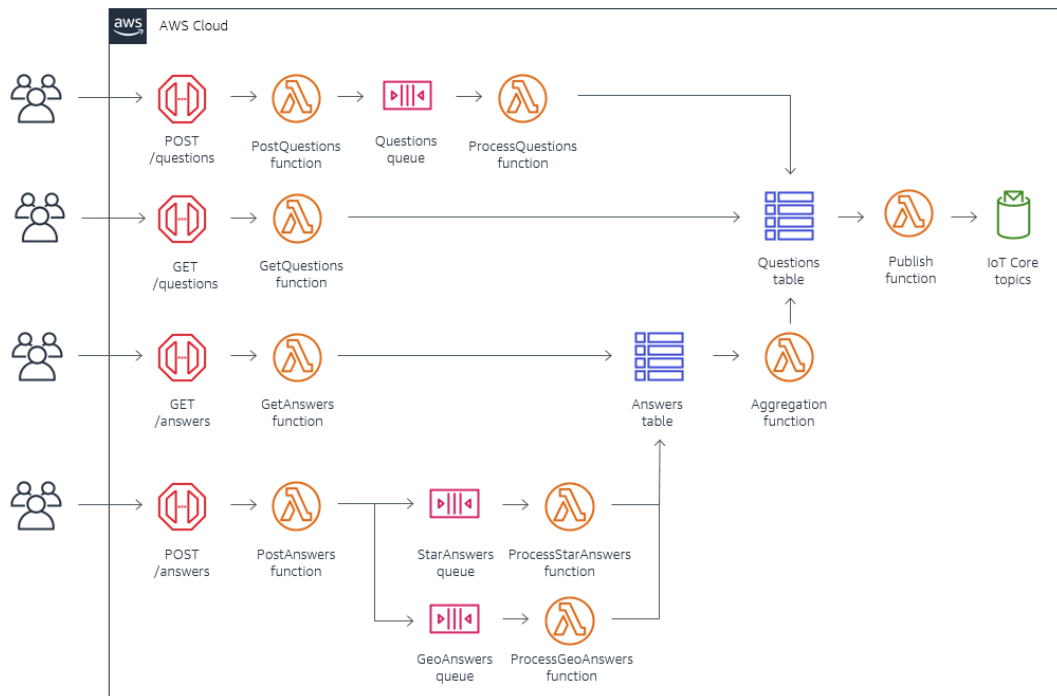 aws
AWS Cloud
POST
/questions
PostQuestions
function
Questions
queue
ProcessQuestions
function
GET
/questions
GetQuestions
function
Questions
table
Publish
function
IoT Core
topics
GET
/answers
GetAnswers
function
Answers
table
Aggregation
function
POST
/answers
PostAnswers
function
StarAnswers
queue
ProcessStarAnswers
function
GeoAnswers
queue
ProcessGeoAnswers
function